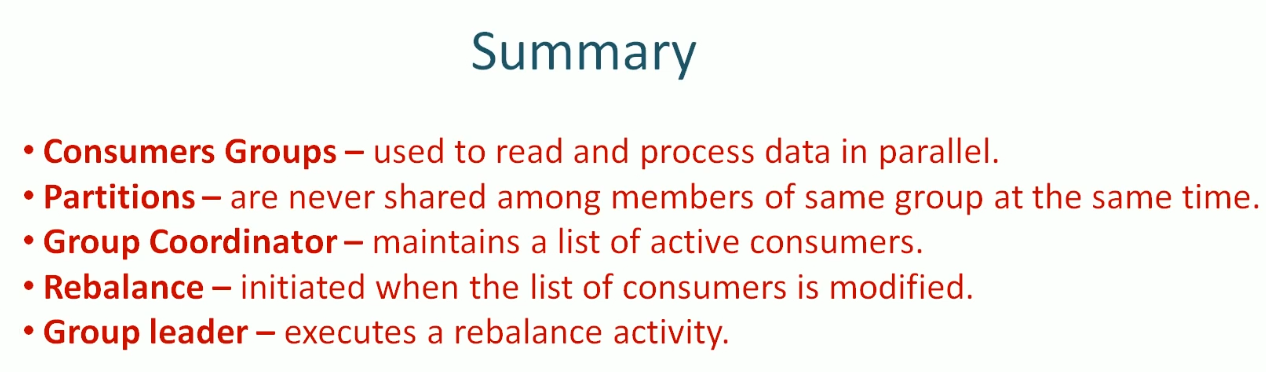 Summary
• Consumers Groups – used to read and process data in parallel.
• Partitions – are never shared among members of same group at the same time.
• Group Coordinator – maintains a list of active consumers.
• Rebalance – initiated when the list of consumers is modified.
• Group leader – executes a rebalance activity.